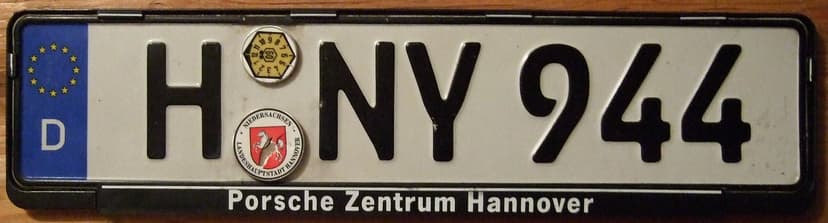 D
H NY 944
NIEDERSACHSEN
LANDESHAUPTSTADT HANNOVER
Porsche Zentrum Hannover